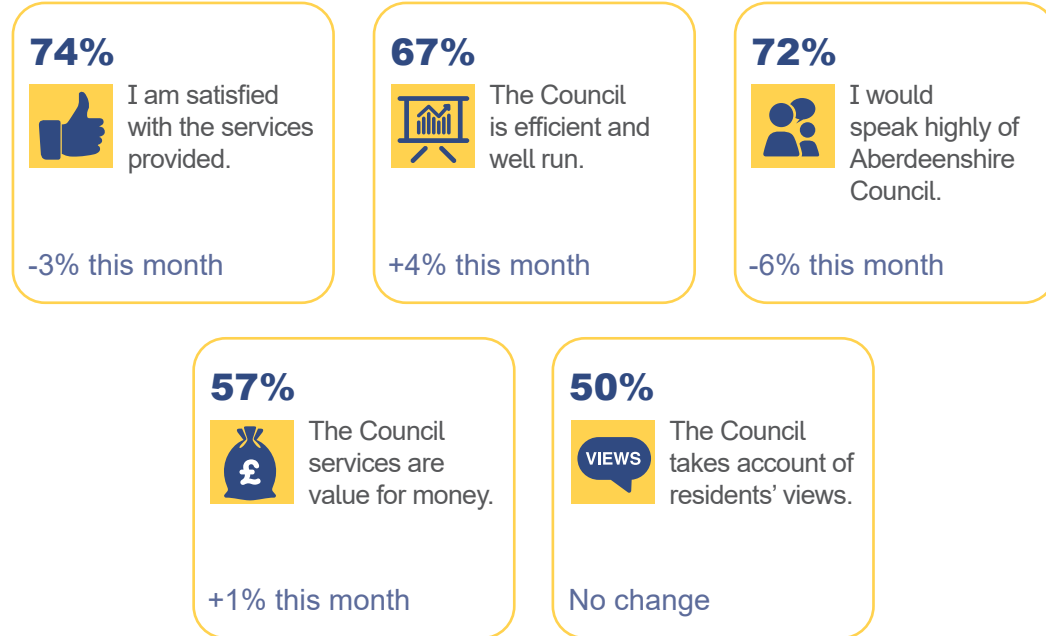 74%
I am satisfied
with the services
provided.
-3% this month
67%
The Council
is efficient and
well run.
+4% this month
72%
I would
speak highly of
Aberdeenshire
Council.
-6% this month
57%
£
The Council
services are
value for money.
+1% this month
50%
VIEWS
The Council
takes account of
residents’ views.
No change